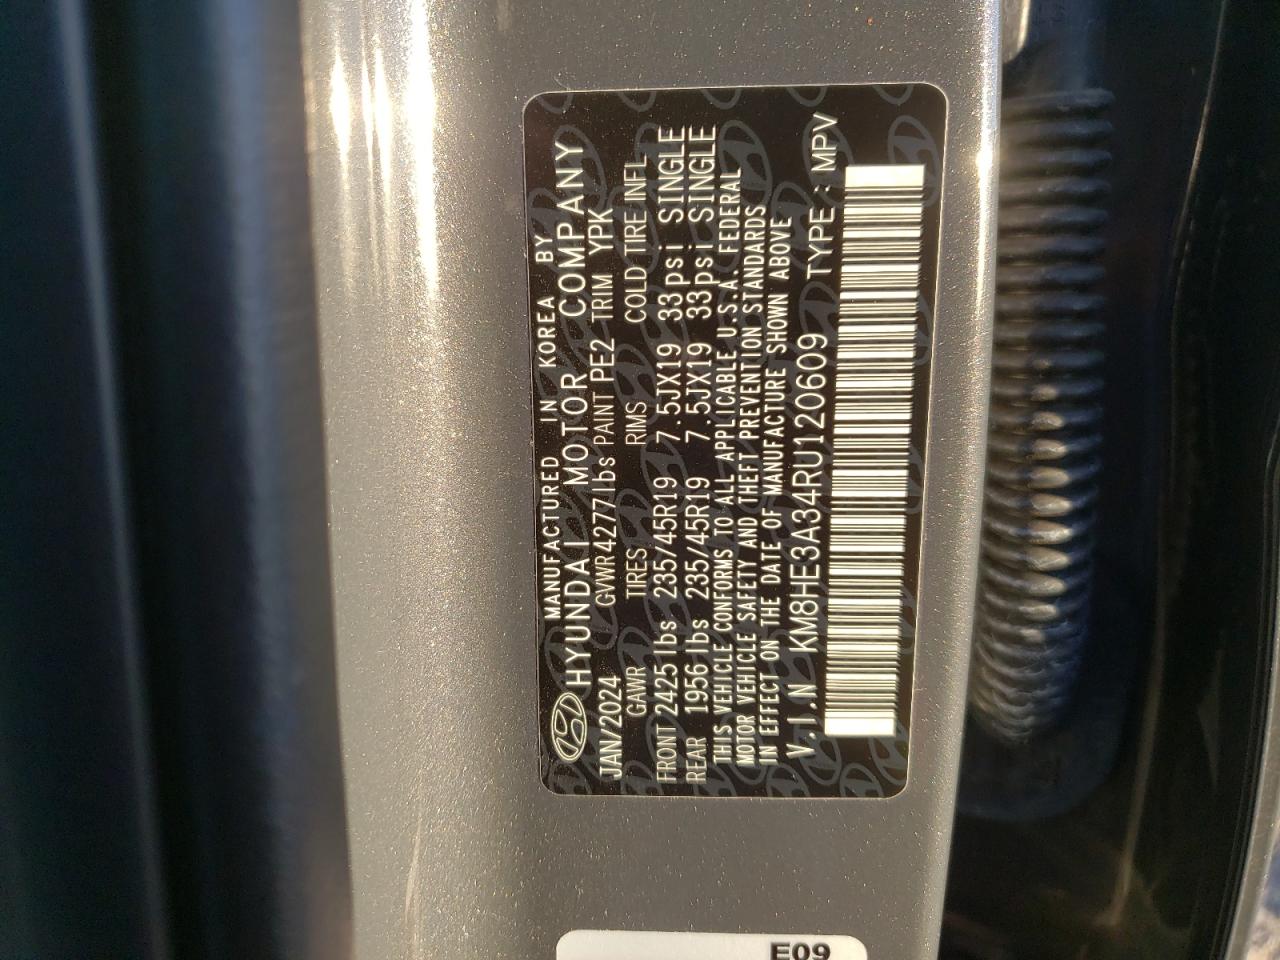 MANUFACTURED IN KOREA BY
HYUNDAI MOTOR COMPANY
JAN/2024 GVWR 4277lbs PAINT PE2 TRIM YPK
GAWR TIRES RIMS COLD TIRE INFL
FRONT 2425 lbs 235/45R19 7.5JX19 33psi SINGLE
REAR 1956 lbs 235/45R19 7.5JX19 33psi SINGLE
THIS VEHICLE CONFORMS TO ALL APPLICABLE U.S.A. FEDERAL
MOTOR VEHICLE SAFETY AND THEFT PREVENTION STANDARDS
IN EFFECT ON THE DATE OF MANUFACTURE SHOWN ABOVE
V.I.N KM8HE3A34RU120609 TYPE : MPV
E09